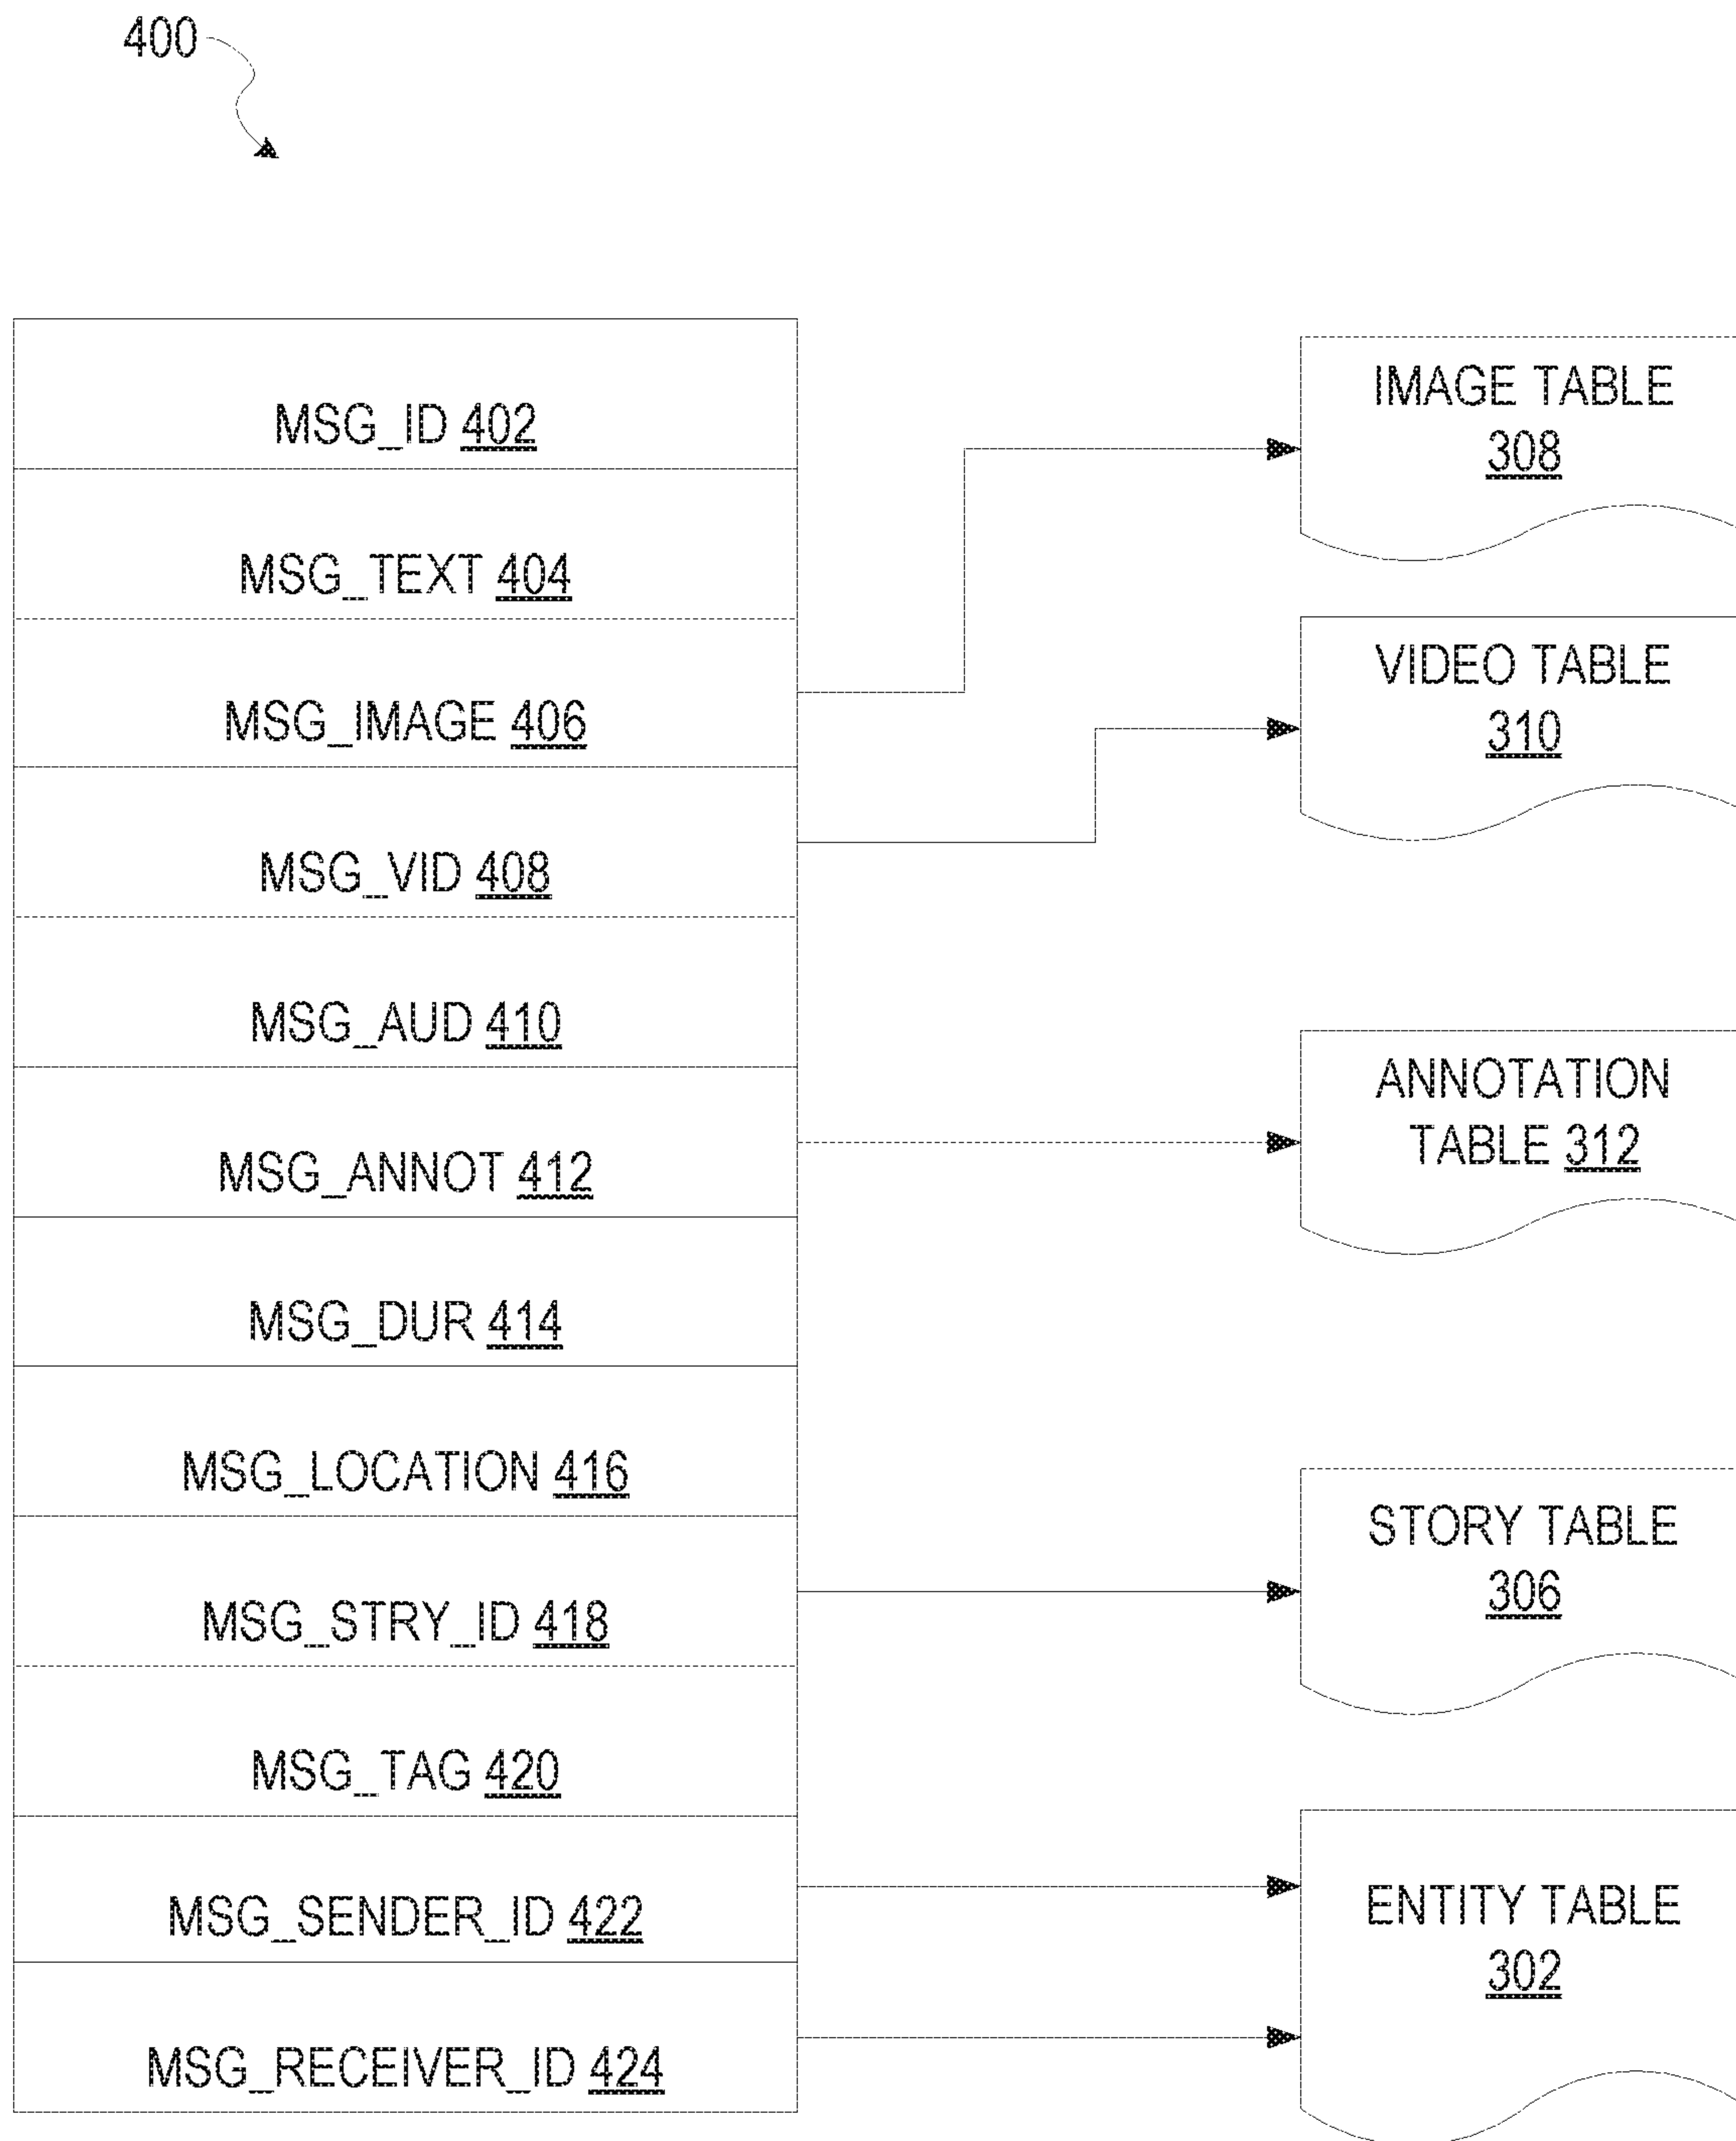 400
MSG_ID 402
MSG_TEXT 404
MSG_IMAGE 406
MSG_VID 408
MSG_AUD 410
MSG_ANNOT 412
MSG_DUR 414
MSG_LOCATION 416
MSG_STRY_ID 418
MSG_TAG 420
MSG_SENDER_ID 422
MSG_RECEIVER_ID 424
IMAGE TABLE
308
VIDEO TABLE
310
ANNOTATION
TABLE 312
STORY TABLE
306
ENTITY TABLE
302